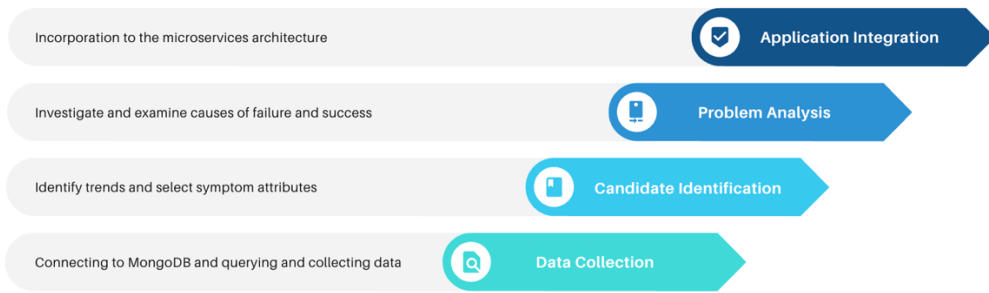 Incorporation to the microservices architecture
Application Integration
Investigate and examine causes of failure and success
Problem Analysis
Identify trends and select symptom attributes
Candidate Identification
Connecting to MongoDB and querying and collecting data
Data Collection